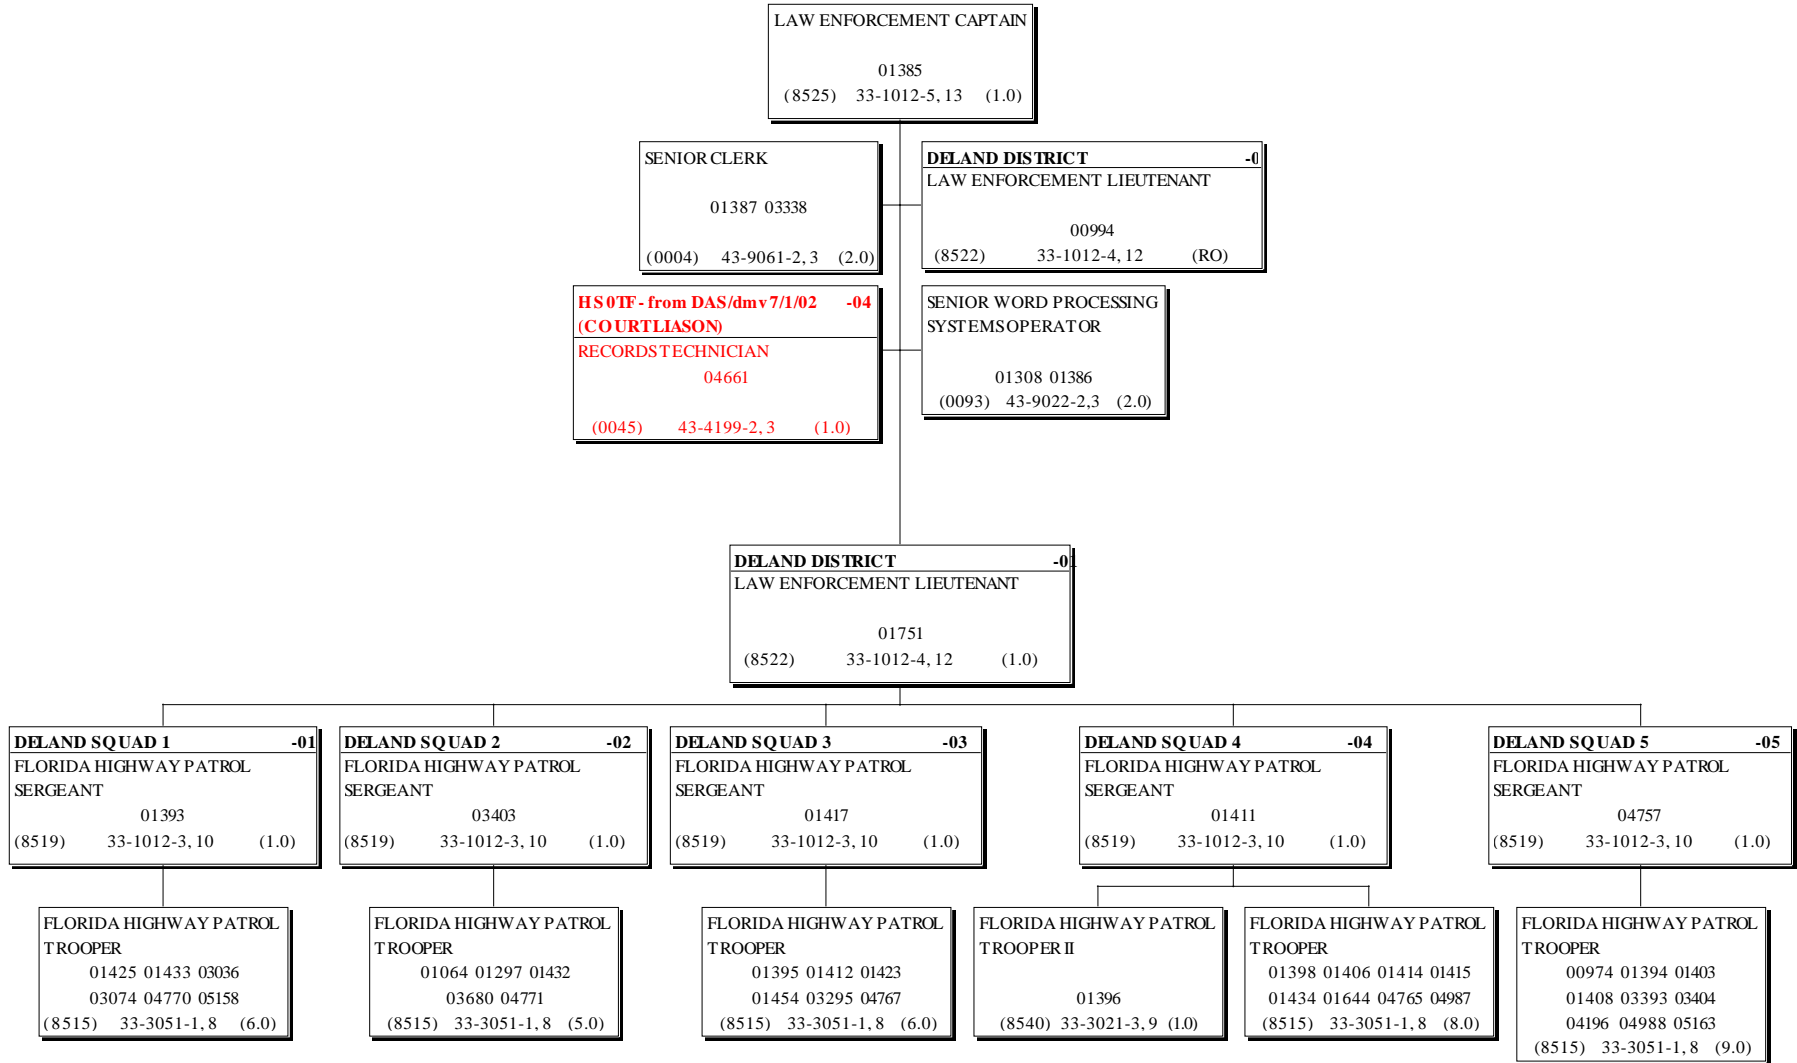 LAW ENFORCEMENT CAPTAIN
01385
(8525) 33-1012-5, 13 (1.0)
SENIOR CLERK
01387 03338
(0004) 43-9061-2, 3 (2.0)
DELAND DISTRICT -0
LAW ENFORCEMENT LIEUTENANT
00994
(8522) 33-1012-4, 12 (RO)
HS0TF - from DAS/dmv 7/1/02 -04
(COURT LIASON)
RECORDS TECHNICIAN
04661
(0045) 43-4199-2, 3 (1.0)
SENIOR WORD PROCESSING
SYSTEMS OPERATOR
01308 01386
(0093) 43-9022-2,3 (2.0)
DELAND DISTRICT -01
LAW ENFORCEMENT LIEUTENANT
01751
(8522) 33-1012-4, 12 (1.0)
DELAND SQUAD 1 -01
FLORIDA HIGHWAY PATROL
SERGEANT
01393
(8519) 33-1012-3, 10 (1.0)
DELAND SQUAD 2 -02
FLORIDA HIGHWAY PATROL
SERGEANT
03403
(8519) 33-1012-3, 10 (1.0)
DELAND SQUAD 3 -03
FLORIDA HIGHWAY PATROL
SERGEANT
01417
(8519) 33-1012-3, 10 (1.0)
DELAND SQUAD 4 -04
FLORIDA HIGHWAY PATROL
SERGEANT
01411
(8519) 33-1012-3, 10 (1.0)
DELAND SQUAD 5 -05
FLORIDA HIGHWAY PATROL
SERGEANT
04757
(8519) 33-1012-3, 10 (1.0)
FLORIDA HIGHWAY PATROL
TROOPER
01425 01433 03036
03074 04770 05158
(8515) 33-3051-1, 8 (6.0)
FLORIDA HIGHWAY PATROL
TROOPER
01064 01297 01432
03680 04771
(8515) 33-3051-1, 8 (5.0)
FLORIDA HIGHWAY PATROL
TROOPER
01395 01412 01423
01454 03295 04767
(8515) 33-3051-1, 8 (6.0)
FLORIDA HIGHWAY PATROL
TROOPER II
01396
(8540) 33-3021-3, 9 (1.0)
FLORIDA HIGHWAY PATROL
TROOPER
01398 01406 01414 01415
01434 01644 04765 04987
(8515) 33-3051-1, 8 (8.0)
FLORIDA HIGHWAY PATROL
TROOPER
00974 01394 01403
01408 03393 03404
04196 04988 05163
(8515) 33-3051-1, 8 (9.0)